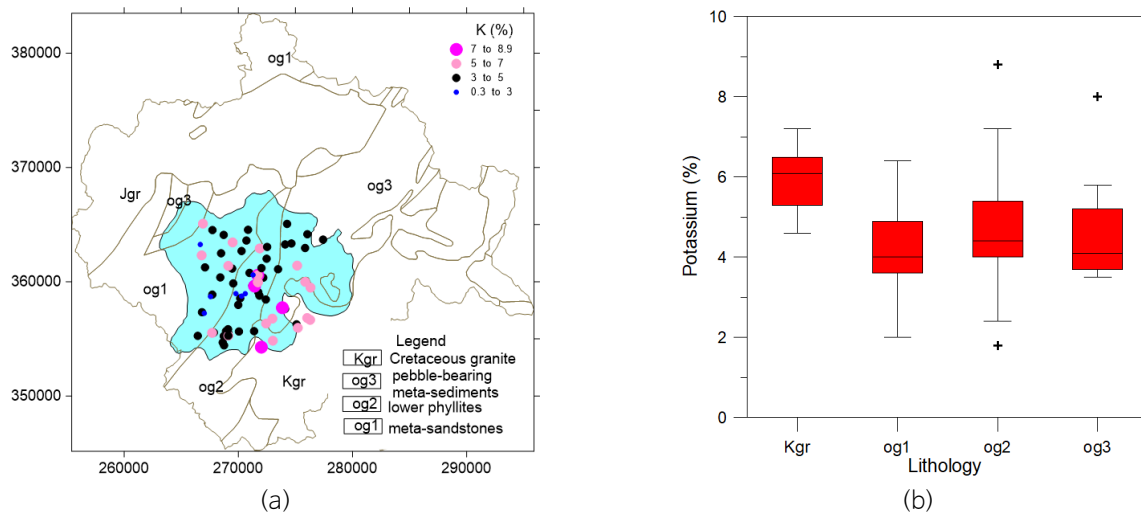 K (%)
7 to 8.9
5 to 7
3 to 5
0.3 to 3
380000
370000
360000
350000
260000
270000
280000
290000
og1
og3
Jgr
og3
og1
og2
Kgr
Legend
Kgr Cretaceous granite
og3 pebble-bearing
meta-sediments
og2 lower phyllites
og1 meta-sandstones
(a)
10
8
6
4
2
0
Potassium (%)
Kgr
og1
og2
og3
Lithology
(b)